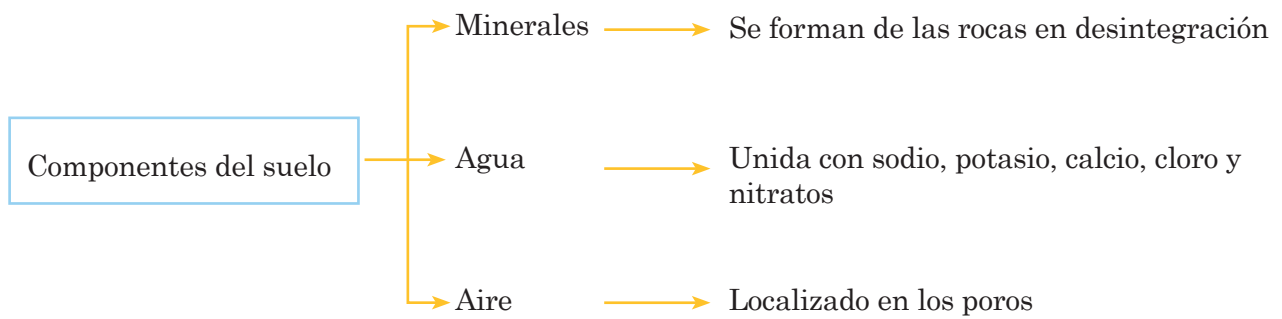 Minerales
Se forman de las rocas en desintegración
Componentes del suelo
Agua
Unida con sodio, potasio, calcio, cloro y
nitratos
Aire
Localizado en los poros